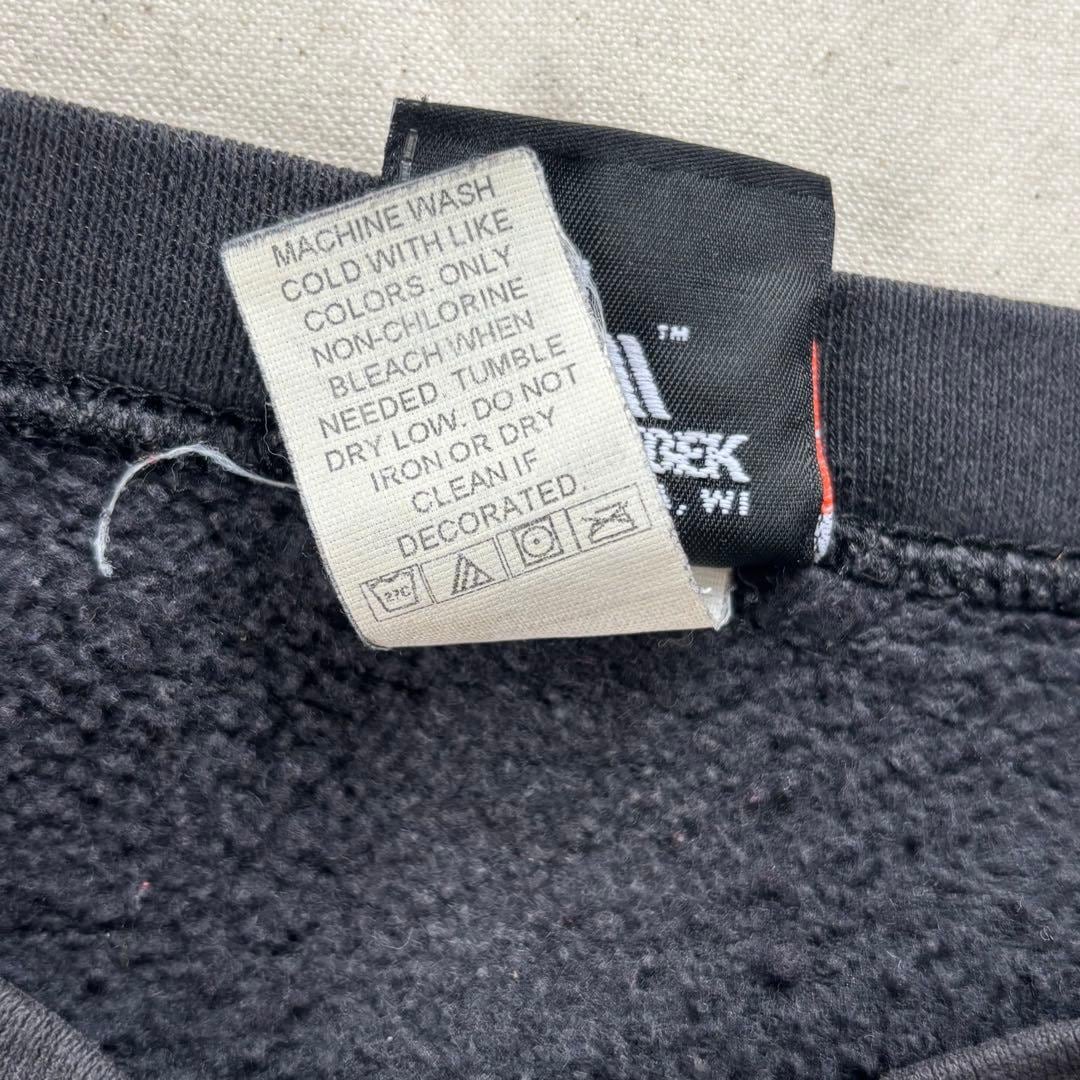 MACHINE WASH
COLD WITH LIKE
COLORS. ONLY
NON-CHLORINE
BLEACH WHEN
NEEDED. TUMBLE
DRY LOW. DO NOT
IRON OR DRY
CLEAN IF
DECORATED.
™
WI